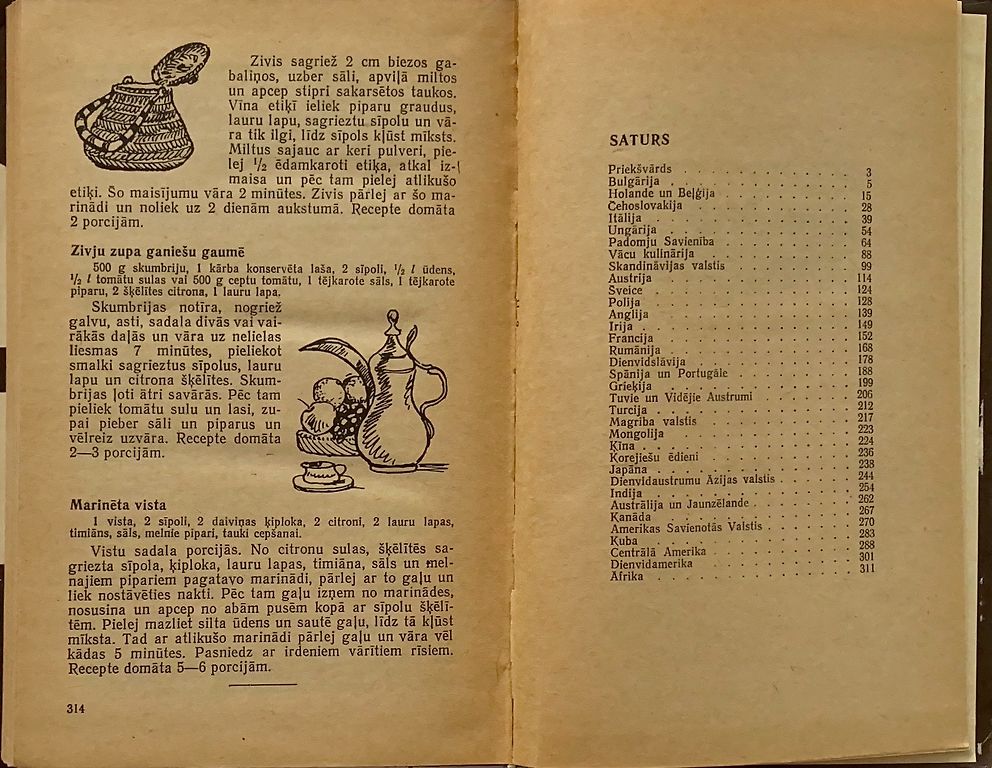 Zivis sagriež 2 cm biezos ga-
baliņos, uzber sāli, apviļā miltos
un apcep stipri sakarsētos taukos.
Vīna etiķī ieliek piparu graudus,
lauru lapu, sagrieztu sīpolu un vā-
ra tik ilgi, līdz sīpols kļūst mīksts.
Miltus sajauc ar keri pulveri, pie-
lej 1/2 ēdamkaroti etiķa, atkal iz-
maisa un pēc tam pielej atlikušo
etiķi. Šo maisījumu vāra 2 minūtes. Zivis pārlej ar šo ma-
rinādi un noliek uz 2 dienām aukstumā. Recepte domāta
2 porcijām.
Zivju zupa ganiešu gaumē
500 g skumbriju, 1 kārba konservēta laša, 2 sīpoli, 1/2 l ūdens,
1/2 l tomātu sulas vai 500 g ceptu tomātu, 1 tējkarote sāls, 1 tējkarote
piparu, 2 šķēlītes citrona, 1 lauru lapa.
Skumbrijas notīra, nogriež
galvu, asti, sadala divās vai vai-
rākās daļās un vāra uz nelielas
liesmas 7 minūtes, pieliekot
smalki sagrieztus sīpolus, lauru
lapu un citrona šķēlītes. Skum-
brijas ļoti ātri savārās. Pēc tam
pieliek tomātu sulu un lasi, zu-
pai pieber sāli un piparus un
vēlreiz uzvāra. Recepte domāta
2—3 porcijām.
Marinēta vista
1 vista, 2 sīpoli, 2 daiviņas ķiploka, 2 citroni, 2 lauru lapas,
timiāns, sāls, melnie pipari, tauki cepšanai.
Vistu sadala porcijās. No citronu sulas, šķēlītēs sa-
griezta sīpola, ķiploka, lauru lapas, timiāna, sāls un mel-
najiem pipariem pagatavo marinādi, pārlej ar to gaļu un
liek nostāvēties nakti. Pēc tam gaļu izņem no marinādes,
nosusina un apcep no abām pusēm kopā ar sīpolu šķēlī-
tēm. Pielej mazliet silta ūdens un sautē gaļu, līdz tā kļūst
mīksta. Tad ar atlikušo marinādi pārlej gaļu un vāra vēl
kādas 5 minūtes. Pasniedz ar irdeniem vārītiem rīsiem.
Recepte domāta 5—6 porcijām.
314
SATURS
Priekšvārds . . . . . . . . . . . . 3
Bulgārija . . . . . . . . . . . . 5
Holande un Beļģija . . . . . . . . . . 15
Čehoslovakija . . . . . . . . . . . 28
Itālija . . . . . . . . . . . . 39
Ungārija . . . . . . . . . . . . 54
Padomju Savienība . . . . . . . . . . 64
Vācu kulinārija . . . . . . . . . . . 88
Skandināvijas valstis . . . . . . . . . 99
Austrija . . . . . . . . . . . . 114
Šveice . . . . . . . . . . . . 124
Polija . . . . . . . . . . . . 128
Anglija . . . . . . . . . . . . 139
Īrija . . . . . . . . . . . . 149
Francija . . . . . . . . . . . . 152
Rumānija . . . . . . . . . . . . 168
Dienvidslāvija . . . . . . . . . . . 178
Spānija un Portugāle . . . . . . . . . 188
Grieķija . . . . . . . . . . . . 199
Tuvie un Vidējie Austrumi . . . . . . . 206
Turcija . . . . . . . . . . . . 212
Magriba valstis . . . . . . . . . . . 217
Mongolija . . . . . . . . . . . . 223
Ķīna . . . . . . . . . . . . 224
Korejiešu ēdieni . . . . . . . . . . 236
Japāna . . . . . . . . . . . . 238
Dienvidaustrumu Āzijas valstis . . . . . . 244
Indija . . . . . . . . . . . . 254
Austrālija un Jaunzēlande . . . . . . . 262
Kanāda . . . . . . . . . . . . 267
Amerikas Savienotās Valstis . . . . . . 270
Kuba . . . . . . . . . . . . 283
Centrālā Amerika . . . . . . . . . . 288
Dienvidamerika . . . . . . . . . . . 301
Āfrika . . . . . . . . . . . . 311